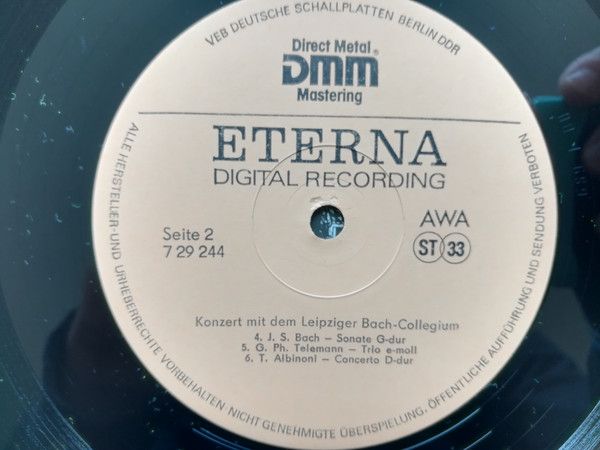 VEB DEUTSCHE SCHALLPLATTEN BERLIN DDR
Direct Metal
DMM®
Mastering
ETERNA
DIGITAL RECORDING
Seite 2
7 29 244
AWA
ST 33
Konzert mit dem Leipziger Bach-Collegium
4. J. S. Bach – Sonate G-dur
5. G. Ph. Telemann – Trio e-moll
6. T. Albinoni – Concerto D-dur
ALLE HERSTELLER-UND URHEBERRECHTE VORBEHALTEN NICHT GENEHMIGTE ÜBERSPIELUNG, ÖFFENTLICHE AUFFÜHRUNG UND SENDUNG VERBOTEN